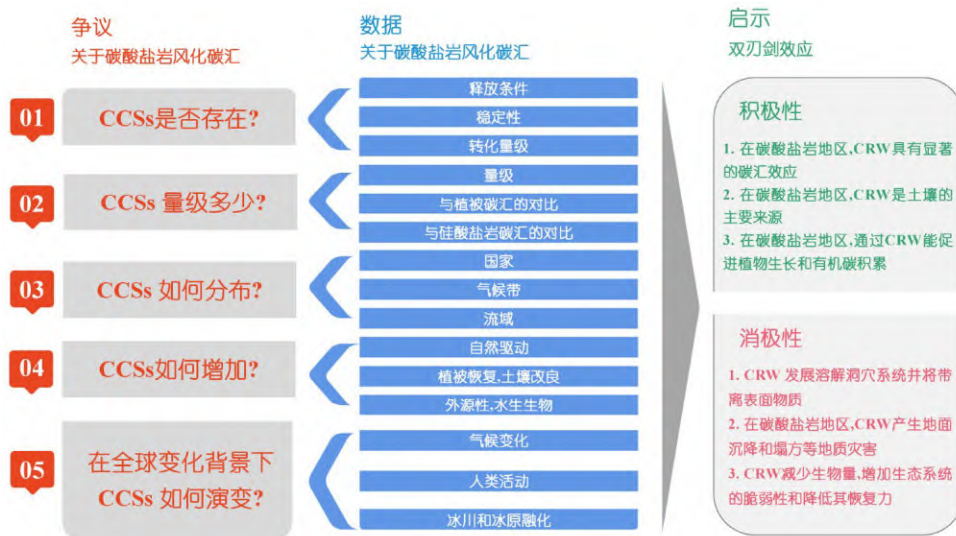 争议
关于碳酸盐岩风化碳汇
01
CCSs是否存在?
02
CCSs 量级多少?
03
CCSs 如何分布?
04
CCSs如何增加?
05
在全球变化背景下
CCSs 如何演变?
数据
关于碳酸盐岩风化碳汇
释放条件
稳定性
转化量级
量级
与植被碳汇的对比
与硅酸盐岩碳汇的对比
国家
气候带
流域
自然驱动
植被恢复,土壤改良
外源性,水生生物
气候变化
人类活动
冰川和冰原融化
启示
双刃剑效应
积极性
1. 在碳酸盐岩地区,CRW具有显著
的碳汇效应
2. 在碳酸盐岩地区,CRW是土壤的
主要来源
3. 在碳酸盐岩地区,通过CRW能促
进植物生长和有机碳积累
消极性
1. CRW 发展溶解洞穴系统并将带
离表面物质
2. 在碳酸盐岩地区,CRW产生地面
沉降和塌方等地质灾害
3. CRW减少生物量,增加生态系统
的脆弱性和降低其恢复力